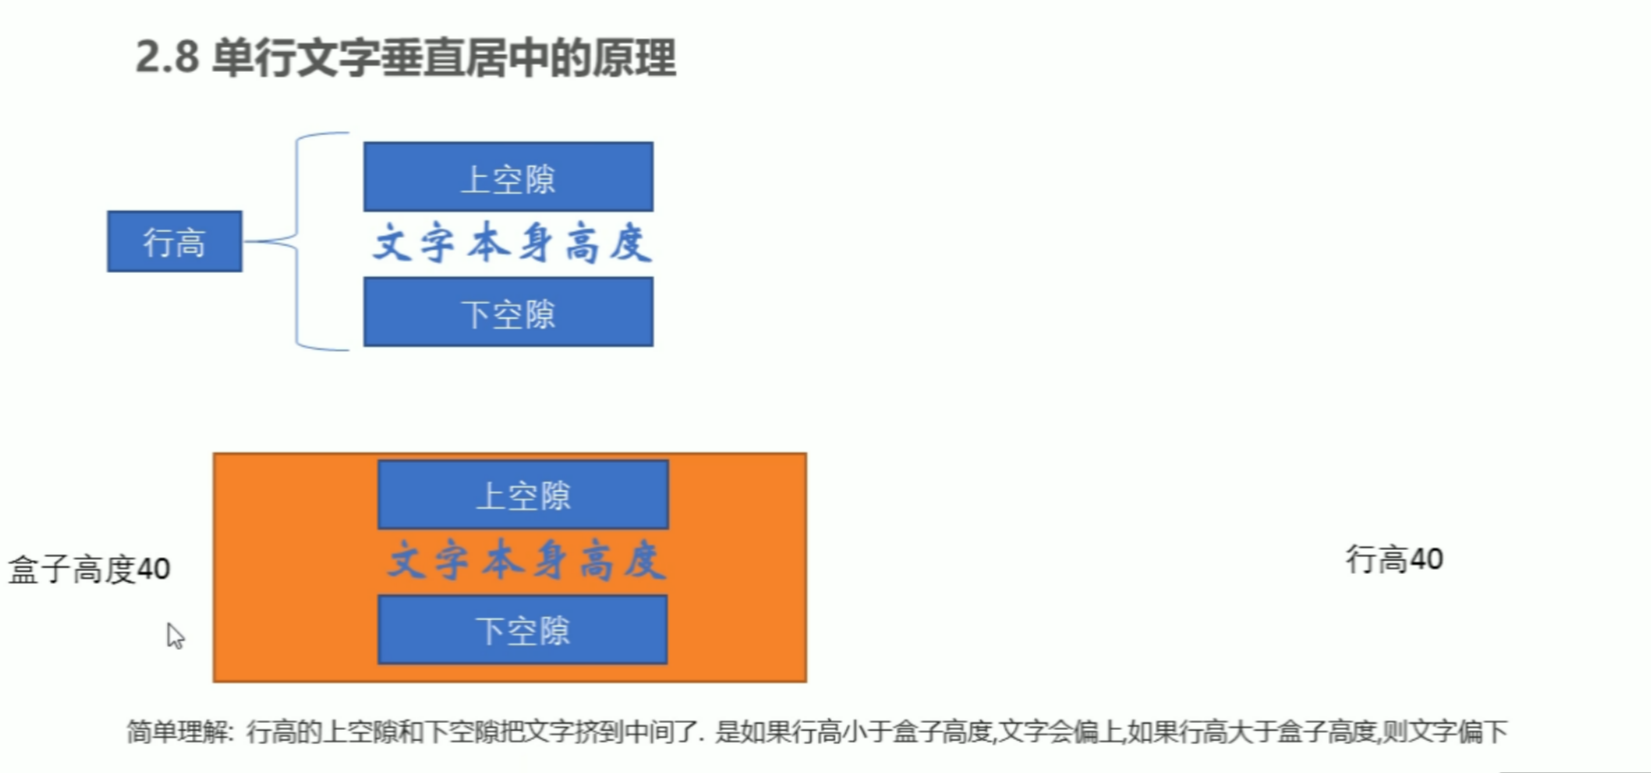 2.8 单行文字垂直居中的原理
上空隙
行高
文字本身高度
下空隙
上空隙
文字本身高度
盒子高度40
行高40
下空隙
简单理解: 行高的上空隙和下空隙把文字挤到中间了. 是如果行高小于盒子高度,文字会偏上,如果行高大于盒子高度,则文字偏下